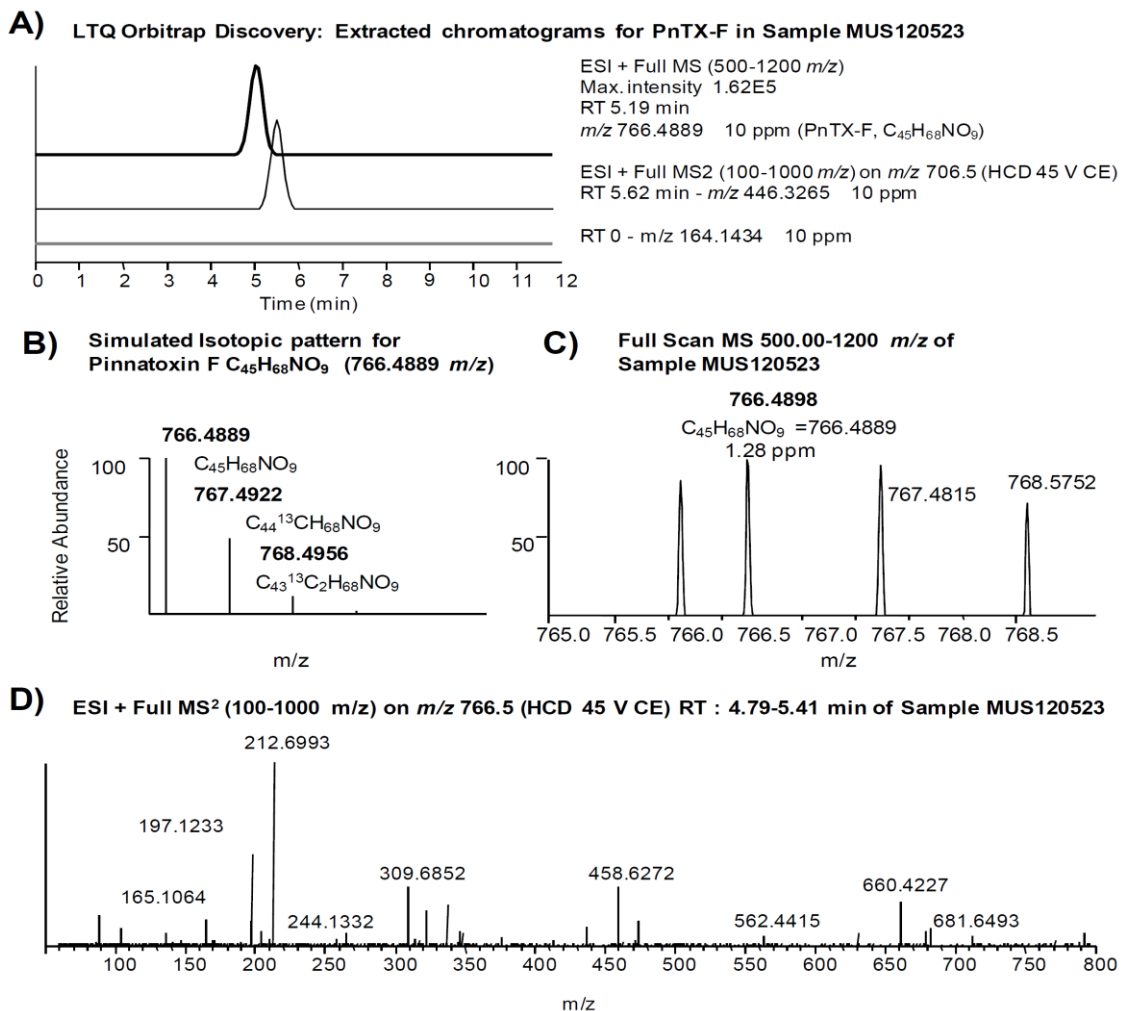 A) LTQ Orbitrap Discovery: Extracted chromatograms for PnTX-F in Sample MUS120523
ESI + Full MS (500-1200 m/z)
Max. intensity 1.62E5
RT 5.19 min
m/z 766.4889 10 ppm (PnTX-F, C₄₅H₆₈NO₉)
ESI + Full MS2 (100-1000 m/z) on m/z 706.5 (HCD 45 V CE)
RT 5.62 min - m/z 446.3265 10 ppm
RT 0 - m/z 164.1434 10 ppm
0 1 2 3 4 5 6 7 8 9 10 11 12
Time (min)
B) Simulated Isotopic pattern for
Pinnatoxin F C₄₅H₆₈NO₉ (766.4889 m/z)
766.4889
C₄₅H₆₈NO₉
767.4922
C₄₄¹³CH₆₈NO₉
768.4956
C₄₃¹³C₂H₆₈NO₉
100
50
Relative Abundance
m/z
C) Full Scan MS 500.00-1200 m/z of
Sample MUS120523
766.4898
C₄₅H₆₈NO₉ =766.4889
1.28 ppm
100
50
767.4815
768.5752
765.0 765.5 766.0 766.5 767.0 767.5 768.0 768.5
m/z
D) ESI + Full MS² (100-1000 m/z) on m/z 766.5 (HCD 45 V CE) RT : 4.79-5.41 min of Sample MUS120523
212.6993
197.1233
165.1064
244.1332
309.6852
458.6272
562.4415
660.4227
681.6493
100 150 200 250 300 350 400 450 500 550 600 650 700 750 800
m/z